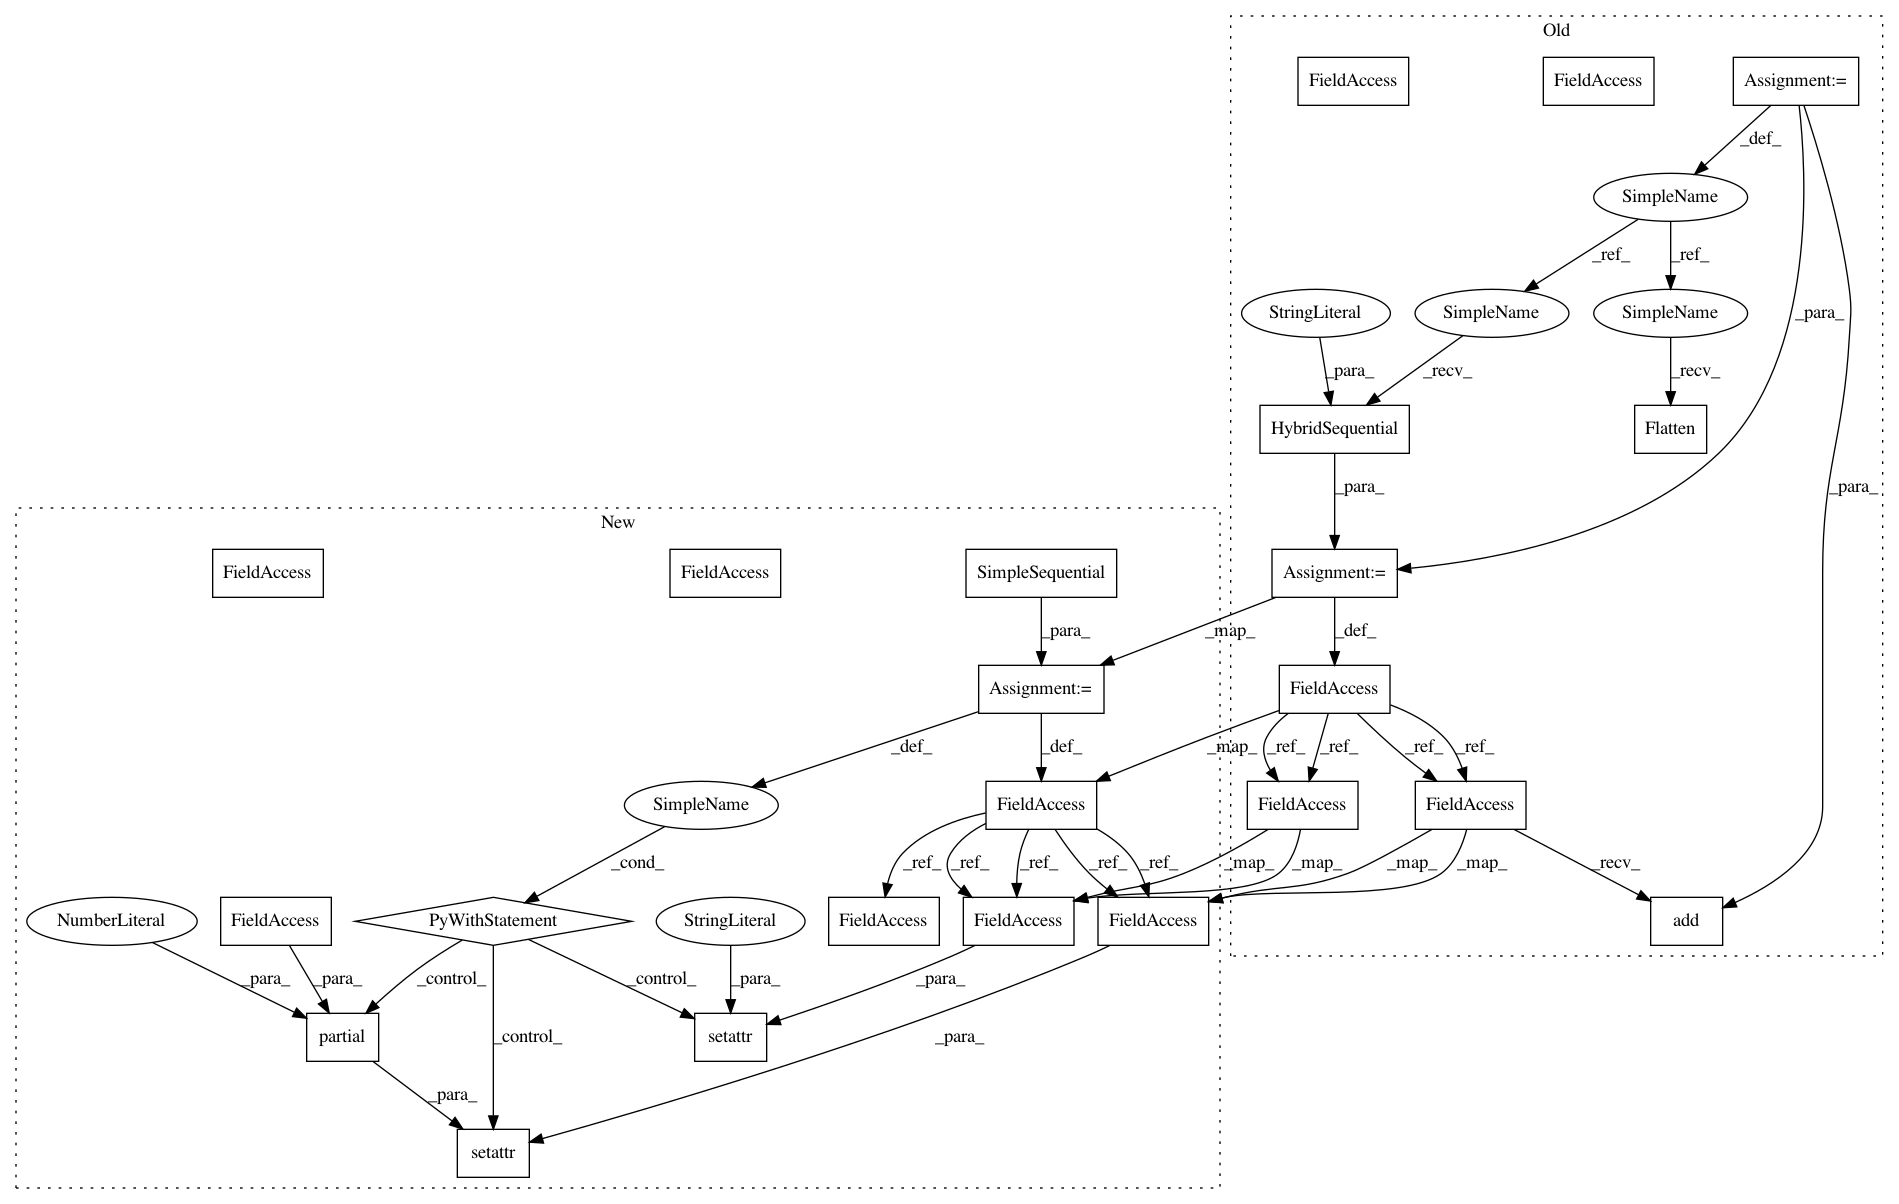 Old
FieldAccess
FieldAccess
Assignment:=
_def_
SimpleName
_ref_
_ref_
StringLiteral
SimpleName
SimpleName
_para_
_para_
_recv_
_recv_
HybridSequential
Flatten
_para_
_para_
New
FieldAccess
FieldAccess
SimpleSequential
Assignment:=
_para_
_map_
_def_
Assignment:=
FieldAccess
_def_
_def_
_map_
_ref_
_ref_
_ref_
_ref_
SimpleName
FieldAccess
FieldAccess
FieldAccess
_cond_
_ref_
_ref_
_ref_
_ref_
_ref_
_map_
_map_
_map_
_map_
_recv_
NumberLiteral
FieldAccess
PyWithStatement
StringLiteral
FieldAccess
FieldAccess
FieldAccess
add
_para_
_para_
_control_
_control_
_para_
_para_
partial
_control_
setattr
_para_
_para_
setattr